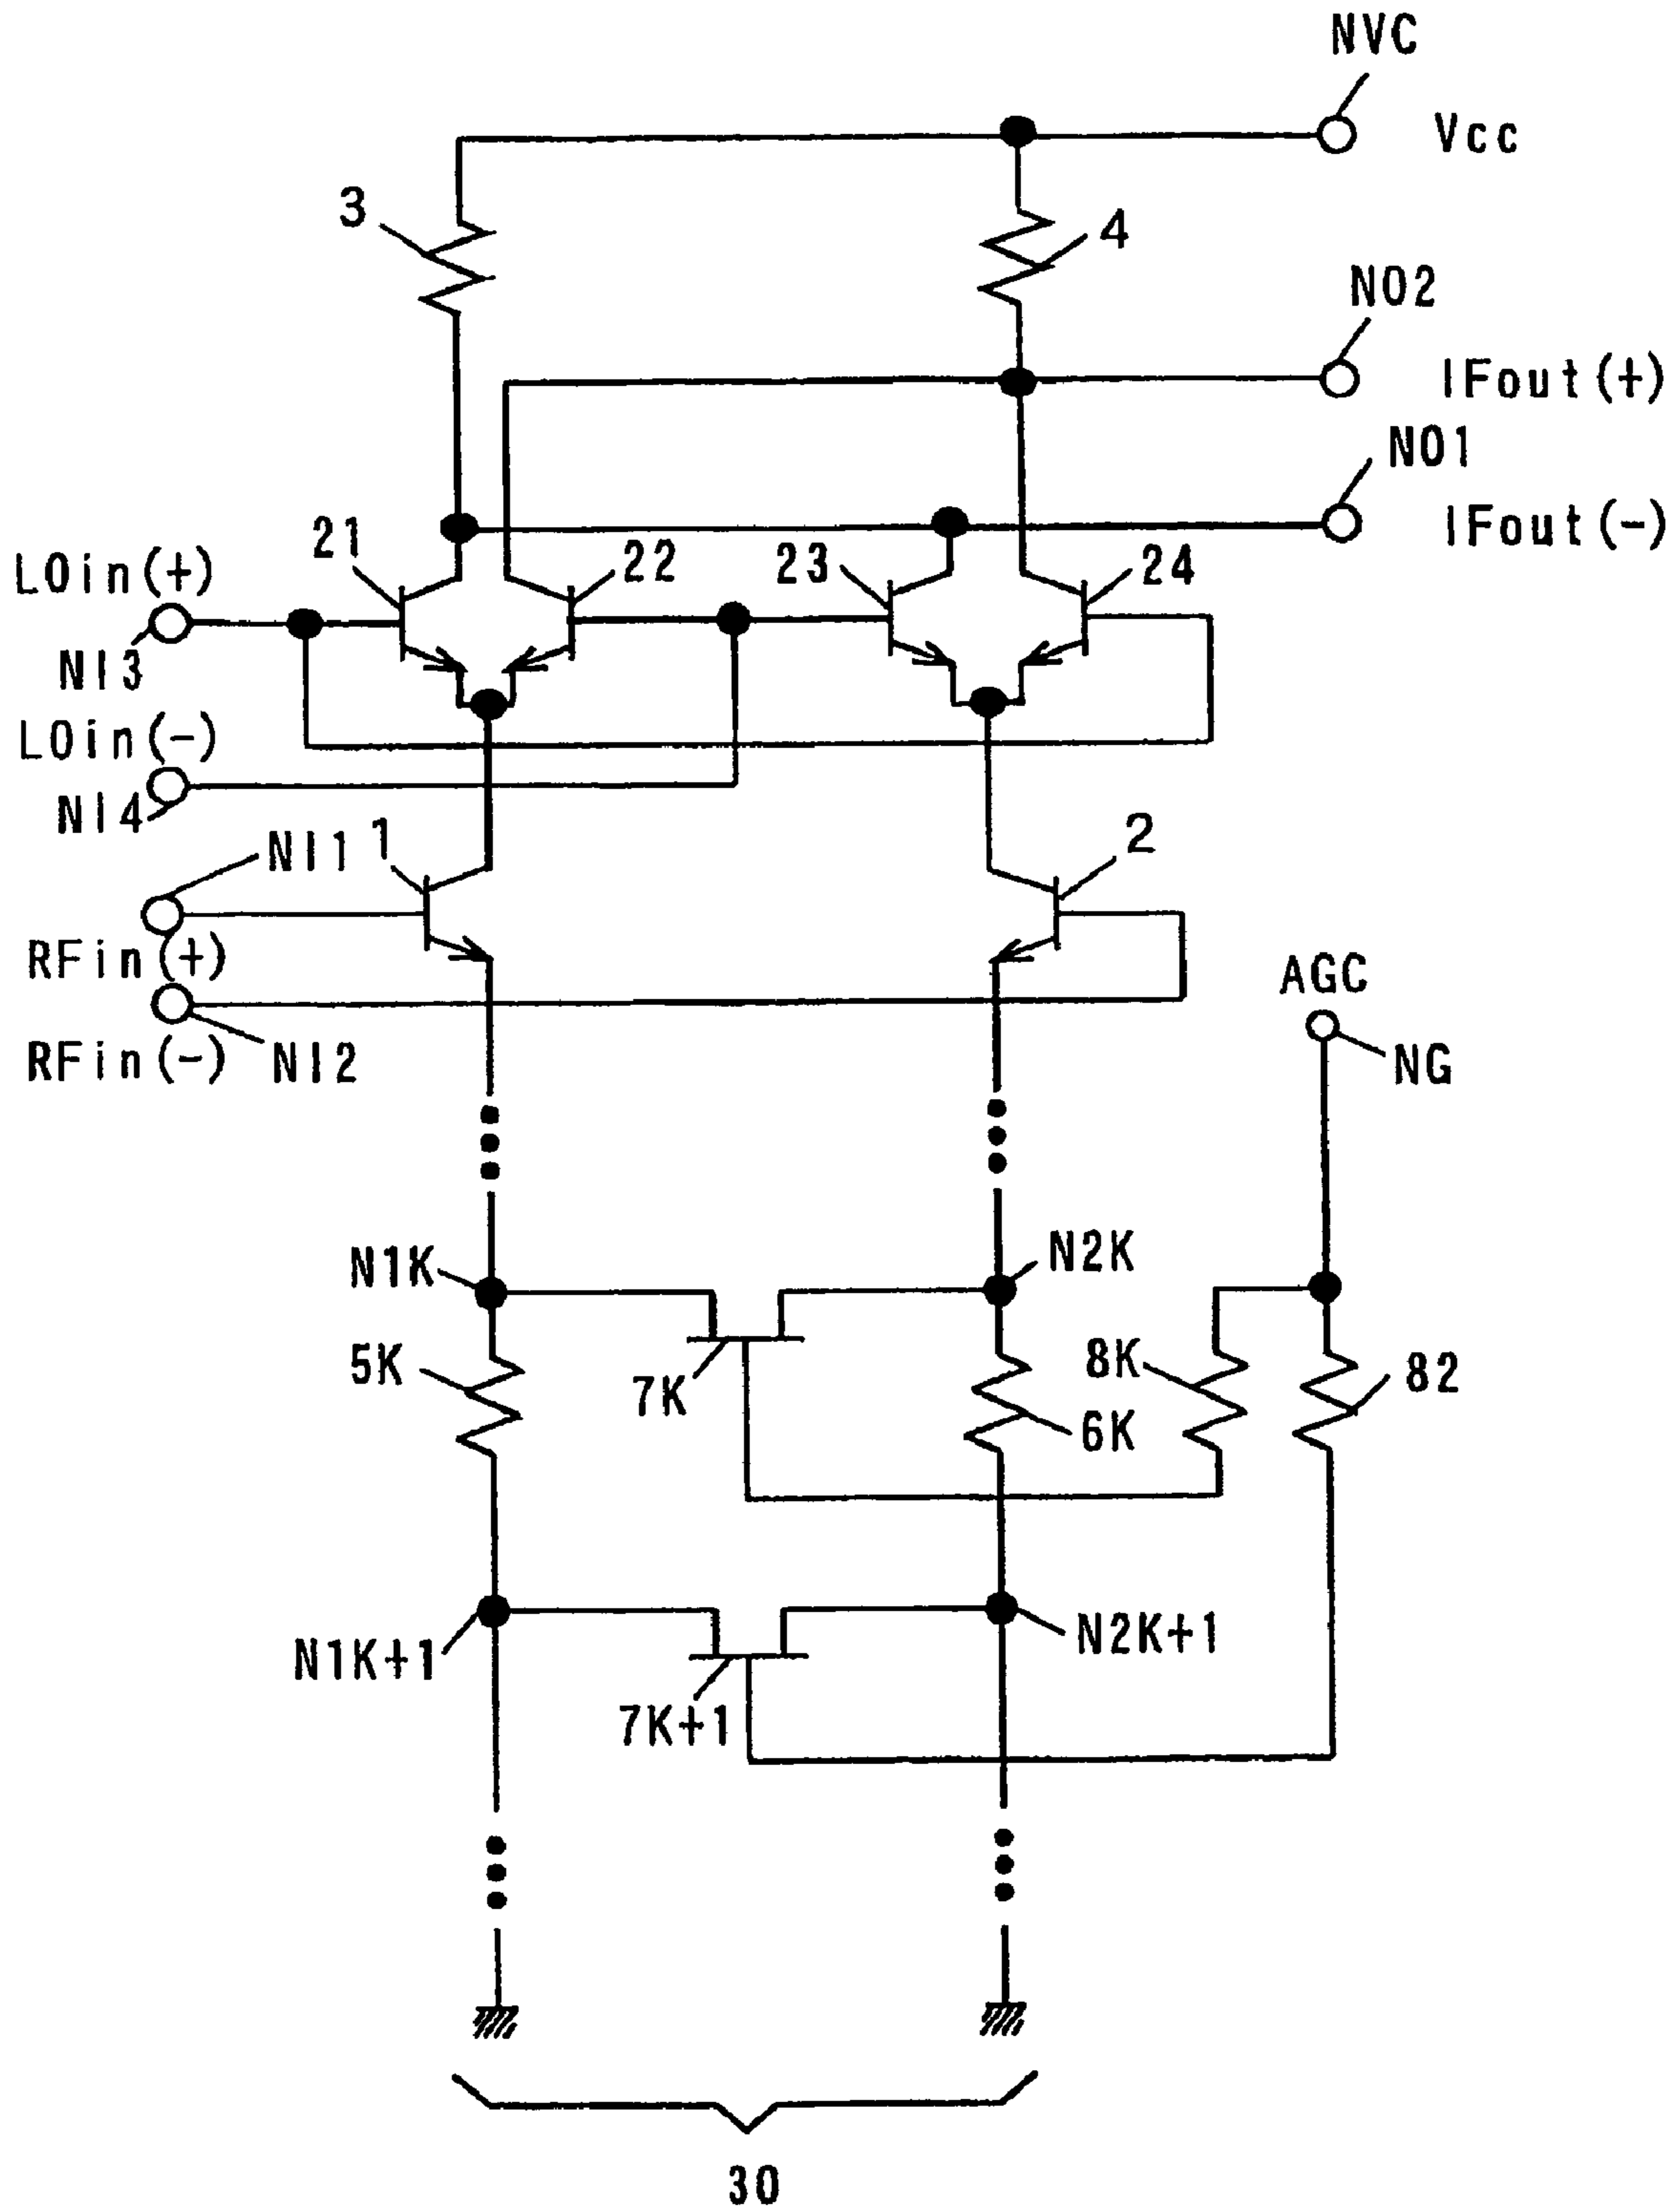 NVC
Vcc
3
4
NO2
IFout(+)
NO1
IFout(-)
21
22
23
24
LOin(+)
NI3
LOin(-)
NI4
NI1
1
2
RFin(+)
RFin(-)
NI2
AGC
NG
N1K
N2K
5K
7K
6K
8K
82
N1K+1
N2K+1
7K+1
30